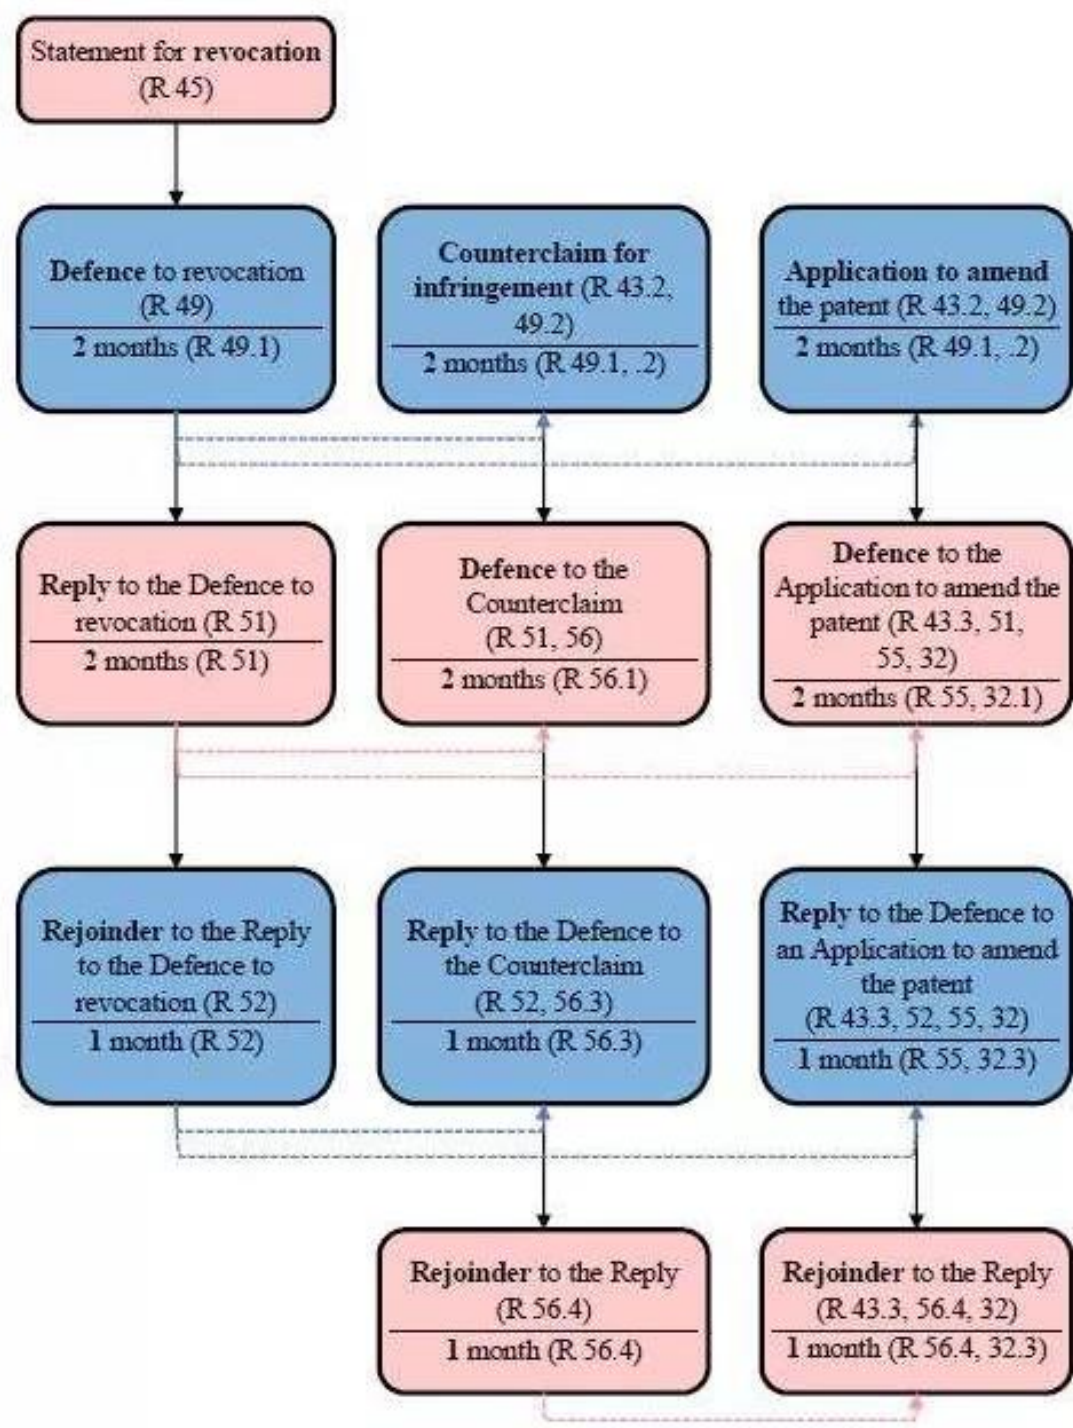 Statement for revocation
(R 45)
Defence to revocation
(R 49)
2 months (R 49.1)
Counterclaim for
infringement (R 43.2,
49.2)
2 months (R 49.1, .2)
Application to amend
the patent (R 43.2, 49.2)
2 months (R 49.1, .2)
Reply to the Defence to
revocation (R 51)
2 months (R 51)
Defence to the
Counterclaim
(R 51, 56)
2 months (R 56.1)
Defence to the
Application to amend the
patent (R 43.3, 51,
55, 32)
2 months (R 55, 32.1)
Rejoinder to the Reply
to the Defence to
revocation (R 52)
1 month (R 52)
Reply to the Defence to
the Counterclaim
(R 52, 56.3)
1 month (R 56.3)
Reply to the Defence to
an Application to amend
the patent
(R 43.3, 52, 55, 32)
1 month (R 55, 32.3)
Rejoinder to the Reply
(R 56.4)
1 month (R 56.4)
Rejoinder to the Reply
(R 43.3, 56.4, 32)
1 month (R 56.4, 32.3)